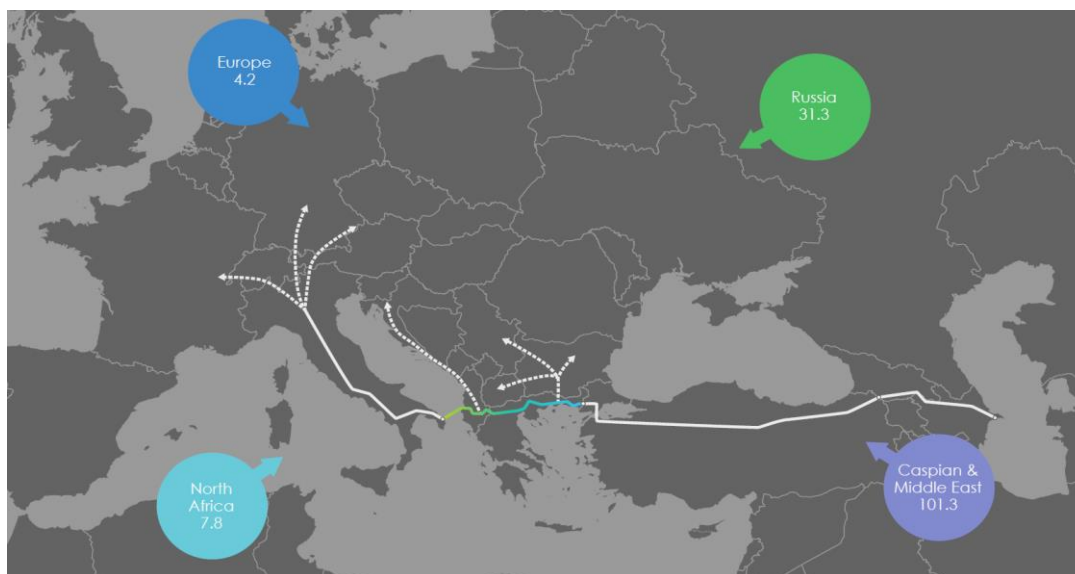 Europe
4.2
Russia
31.3
North
Africa
7.8
Caspian &
Middle East
101.3